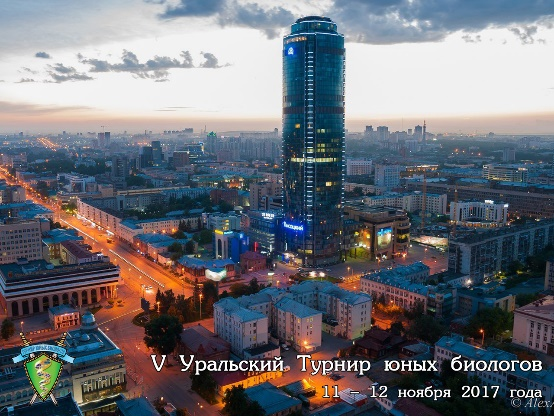 V Уральский Турнир юных биологов
11 – 12 ноября 2017 года
© Alex.